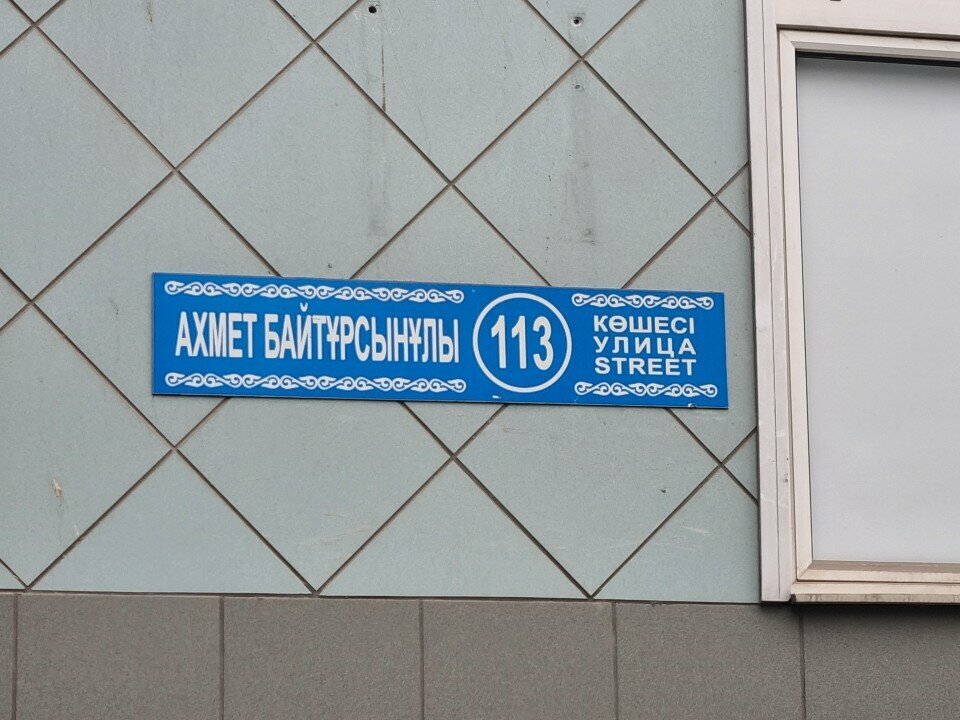 АХМЕТ БАЙТҰРСЫНҰЛЫ
113
КӨШЕСІ
УЛИЦА
STREET